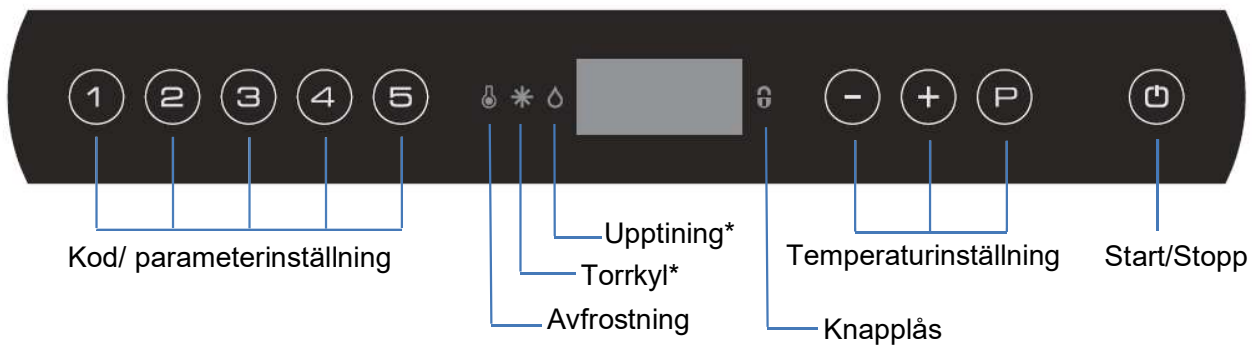 1 2 3 4 5 - + P
Upptining*
Kod/ parameterinställning
Temperaturinställning
Start/Stopp
Torrkyl*
Avfrostning
Knapplås